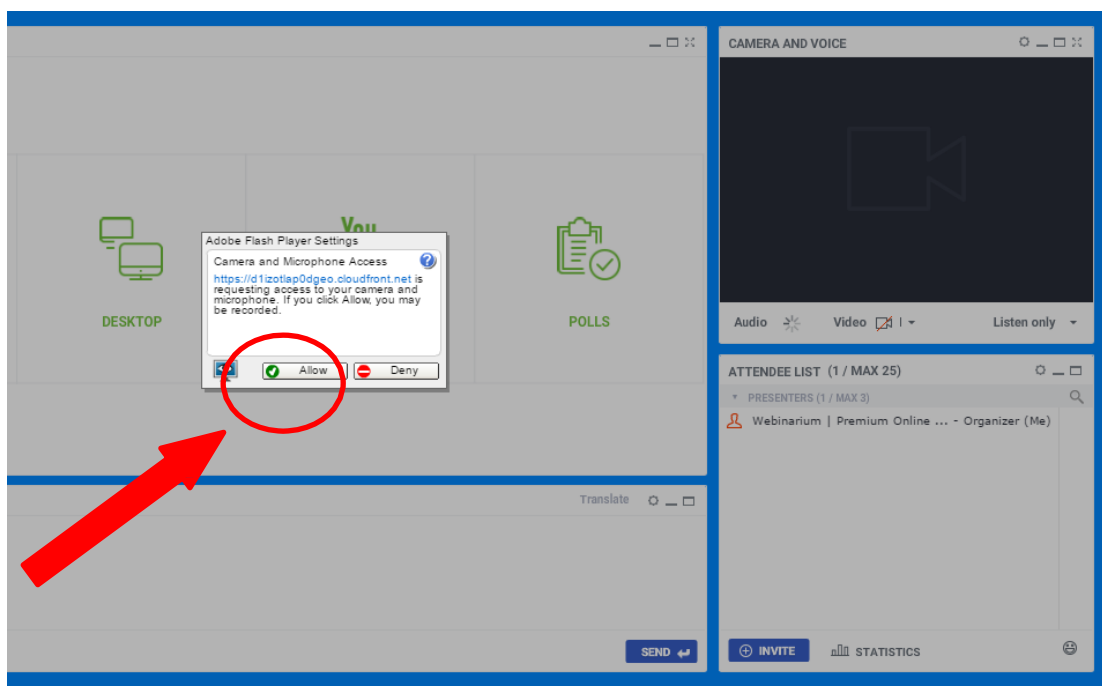 CAMERA AND VOICE
You
Adobe Flash Player Settings
Camera and Microphone Access
https://d1izotlap0dgeo.cloudfront.net is
requesting access to your camera and
microphone. If you click Allow, you may
be recorded.
Allow
Deny
DESKTOP
POLLS
Audio
Video
Listen only
ATTENDEE LIST (1 / MAX 25)
PRESENTERS (1 / MAX 3)
Webinarium | Premium Online ... - Organizer (Me)
Translate
SEND
INVITE
STATISTICS